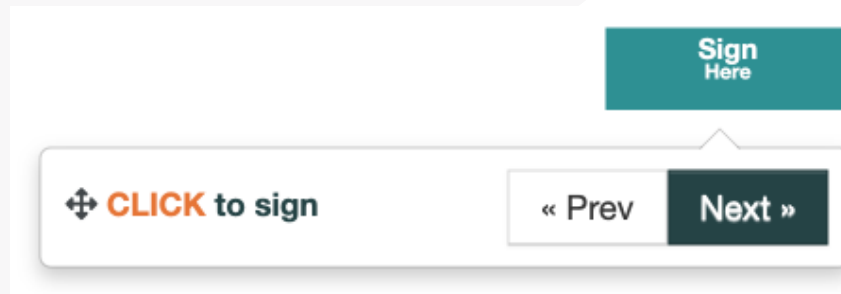 Sign
Here
CLICK to sign
« Prev
Next »